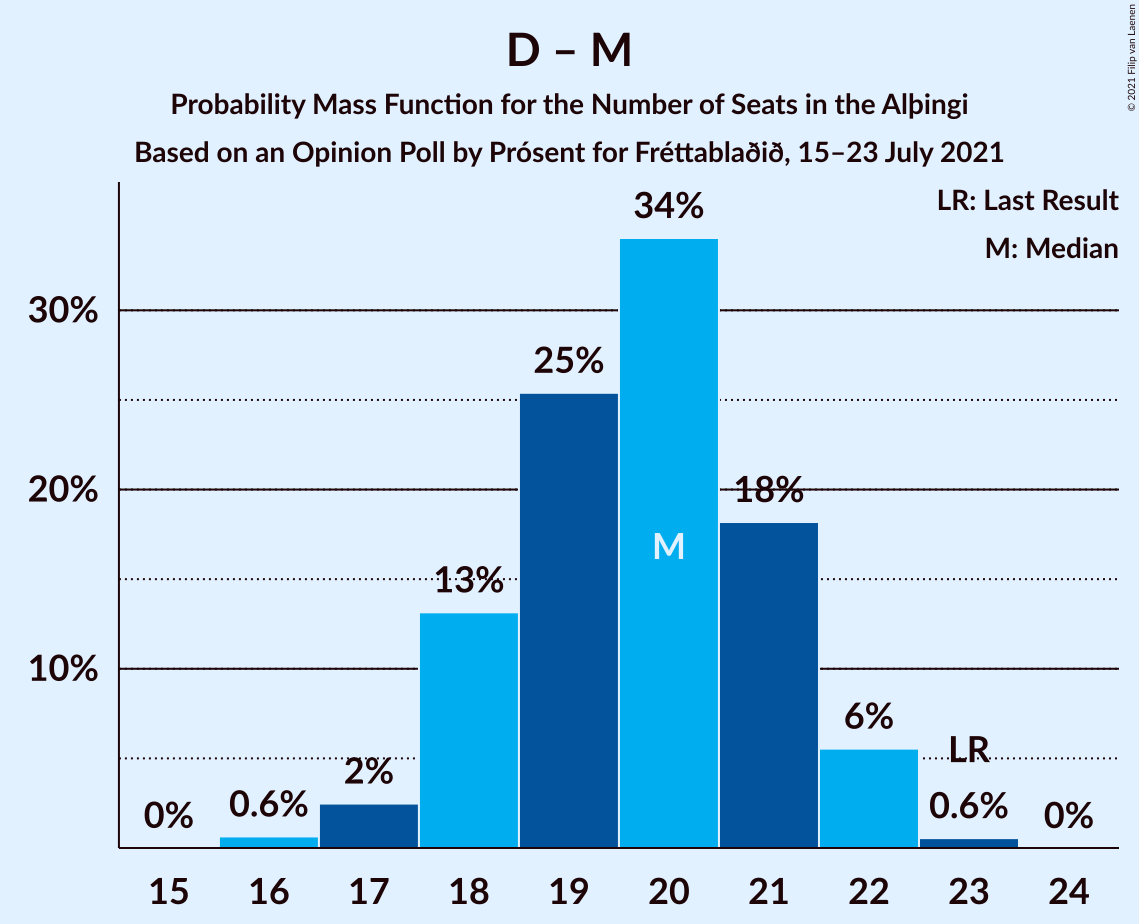 D – M
Probability Mass Function for the Number of Seats in the Alþingi
Based on an Opinion Poll by Prósent for Fréttablaðið, 15–23 July 2021
© 2021 Filip van Laenen
LR: Last Result
M: Median
34%
30%
25%
20%
18%
M
13%
10%
6%
LR
2%
0%
0.6%
0.6%
0%
15 16 17 18 19 20 21 22 23 24